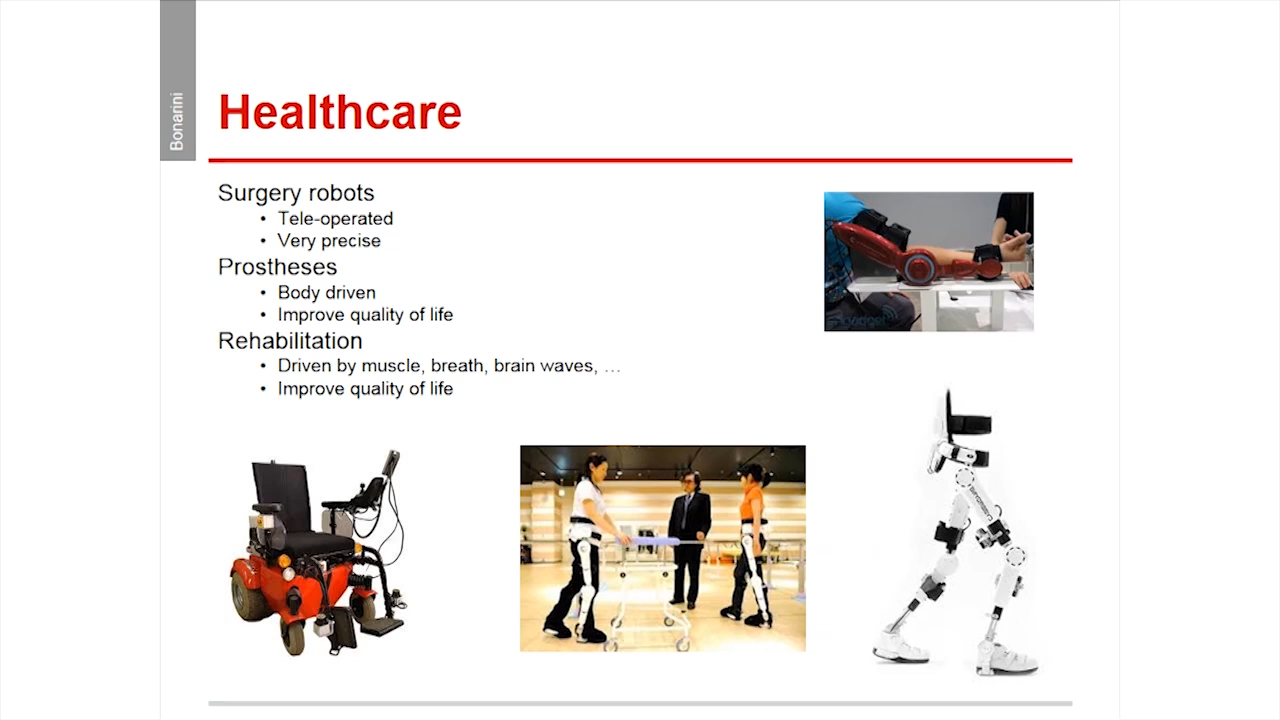 Bonarini
Healthcare
Surgery robots
• Tele-operated
• Very precise
Prostheses
• Body driven
• Improve quality of life
Rehabilitation
• Driven by muscle, breath, brain waves, …
• Improve quality of life